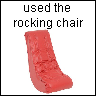 used the
rocking chair